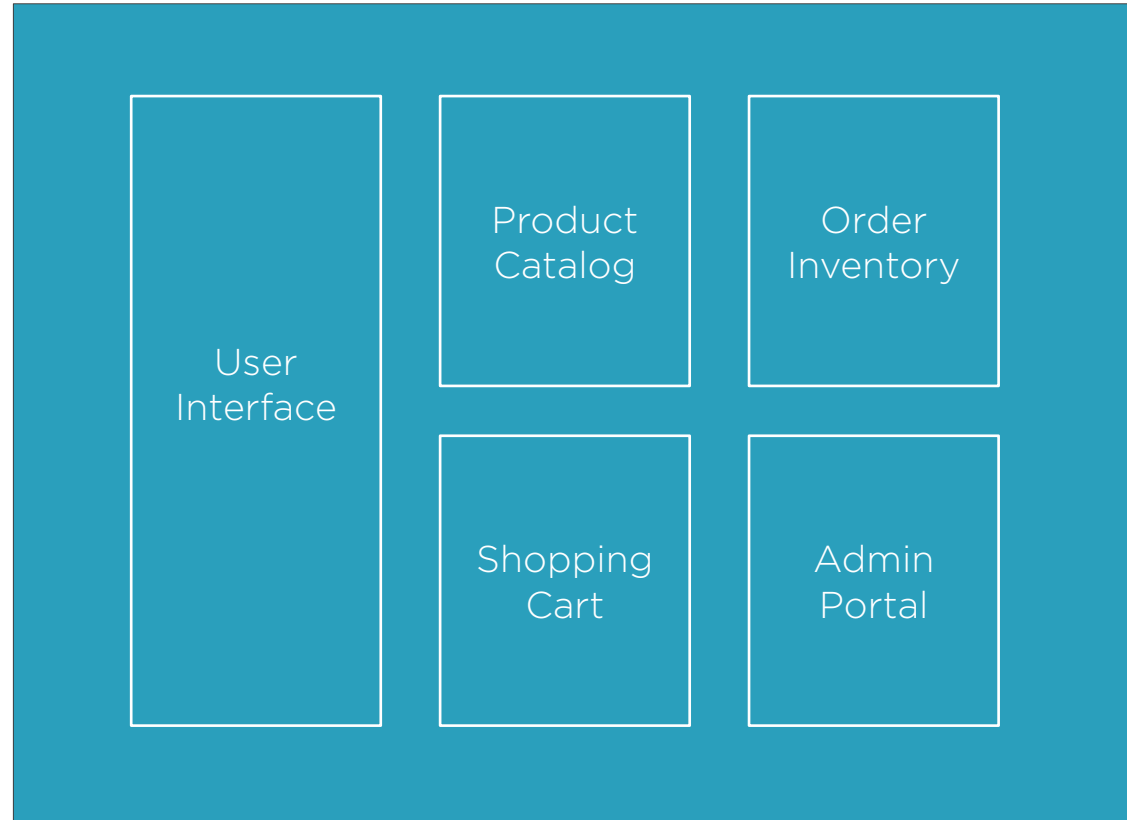 User
Interface
Product
Catalog
Order
Inventory
Shopping
Cart
Admin
Portal